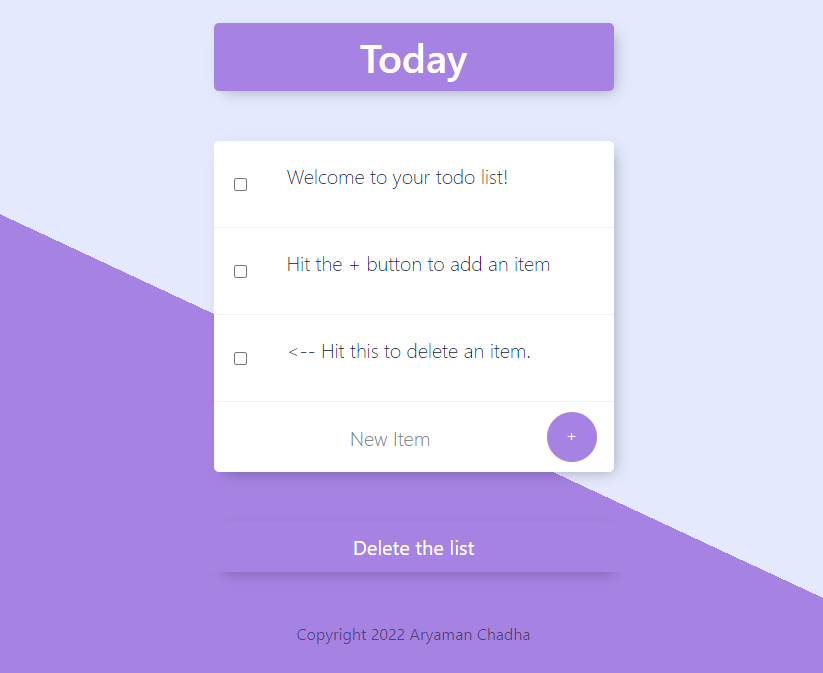 Today
Welcome to your todo list!
Hit the + button to add an item
<-- Hit this to delete an item.
New Item
+
Delete the list
Copyright 2022 Aryaman Chadha